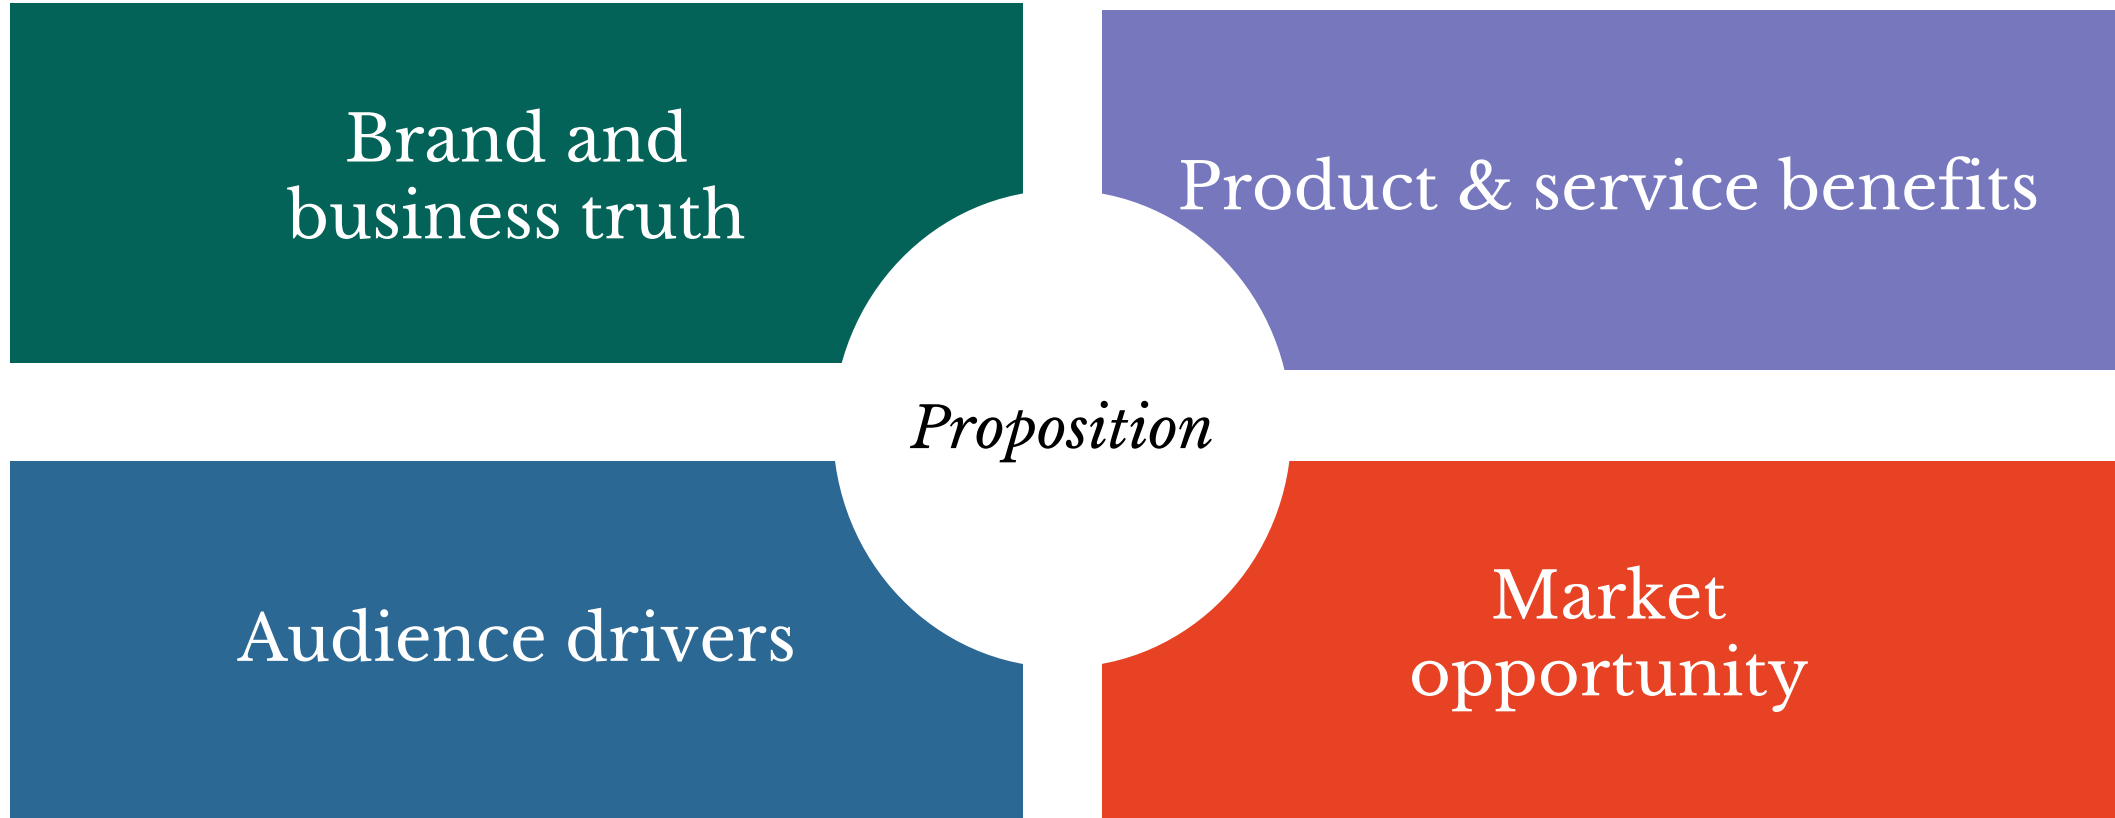 Brand and
business truth
Product & service benefits
Proposition
Audience drivers
Market
opportunity